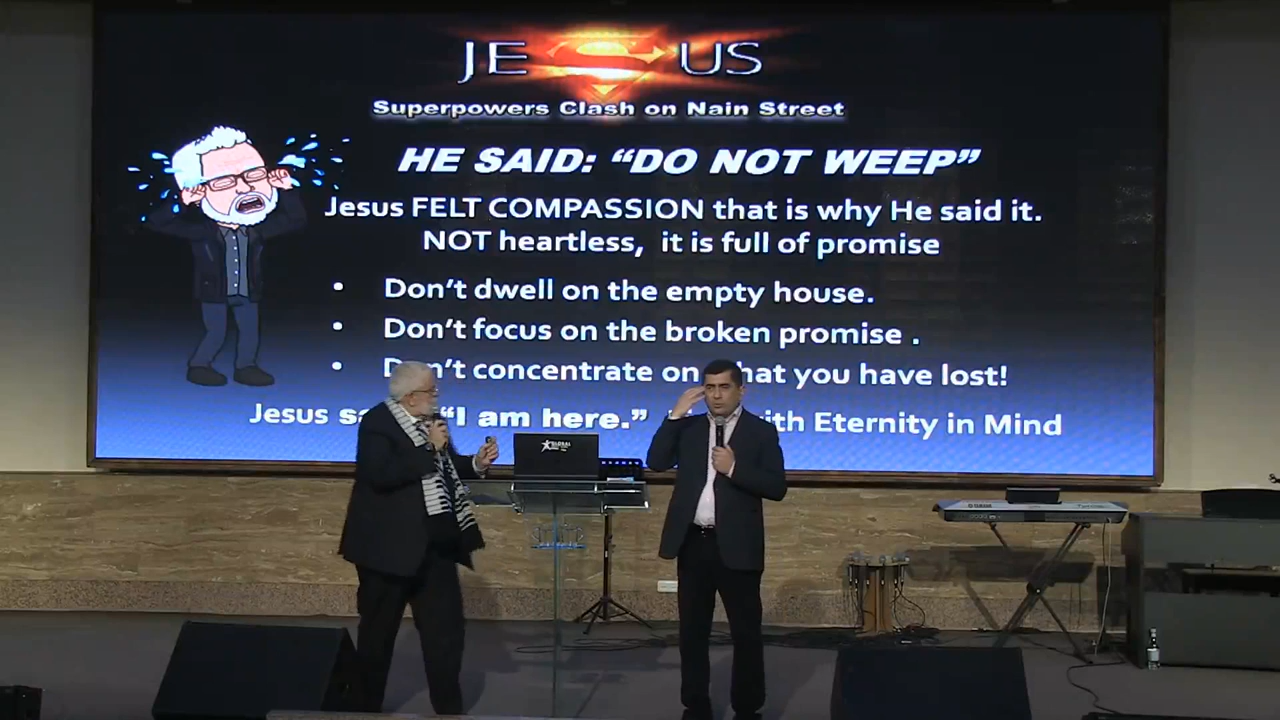 JESUS
Superpowers Clash on Nain Street
HE SAID: “DO NOT WEEP”
Jesus FELT COMPASSION that is why He said it.
NOT heartless, it is full of promise
• Don’t dwell on the empty house.
• Don’t focus on the broken promise .
• concentrate on you have lost!
Jesus “I am here.” Eternity in Mind
GLOBAL
YAMAHA